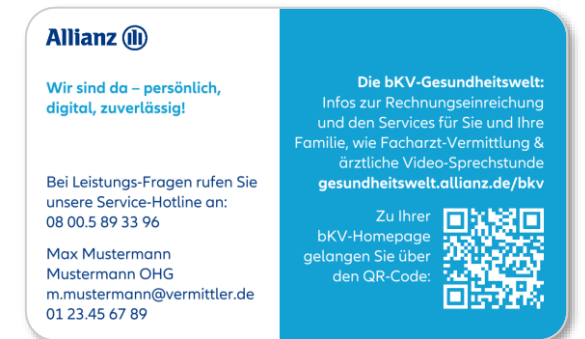 Allianz
Wir sind da – persönlich,
digital, zuverlässig!
Bei Leistungs-Fragen rufen Sie
unsere Service-Hotline an:
08 00.5 89 33 96
Max Mustermann
Mustermann OHG
m.mustermann@vermittler.de
01 23.45 67 89
Die bKV-Gesundheitswelt:
Infos zur Rechnungseinreichung
und den Services für Sie und Ihre
Familie, wie Facharzt-Vermittlung &
ärztliche Video-Sprechstunde
gesundheitswelt.allianz.de/bkv
Zu Ihrer
bKV-Homepage
gelangen Sie über
den QR-Code: